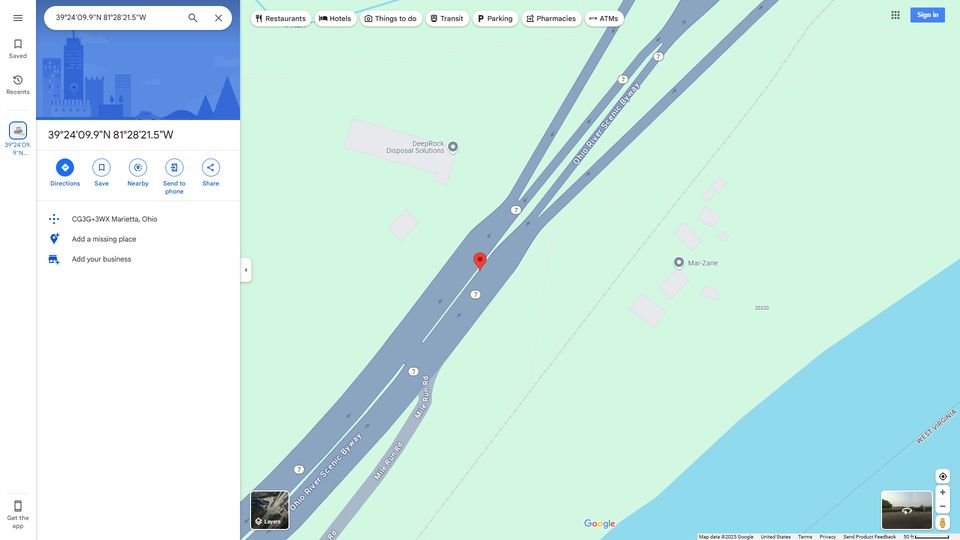 39°24'09.9"N 81°28'21.5"W
Restaurants
Hotels
Things to do
Transit
Parking
Pharmacies
ATMs
Sign in
Saved
Recents
39°24'09.
9"N...
Get the
app
39°24'09.9"N 81°28'21.5"W
Directions
Save
Nearby
Send to
phone
Share
CG3G+3WX Marietta, Ohio
Add a missing place
Add your business
7
7
Ohio River Scenic Byway
DeepRock
Disposal Solutions
7
Mar-Zane
7
20220
7
Mile Run Rd
WEST VIRGINIA
Ohio River Scenic Byway
Mile Run Rd
7
Rd
Layers
Google
Map data ©2025 Google
United States
Terms
Privacy
Send Product Feedback
50 ft